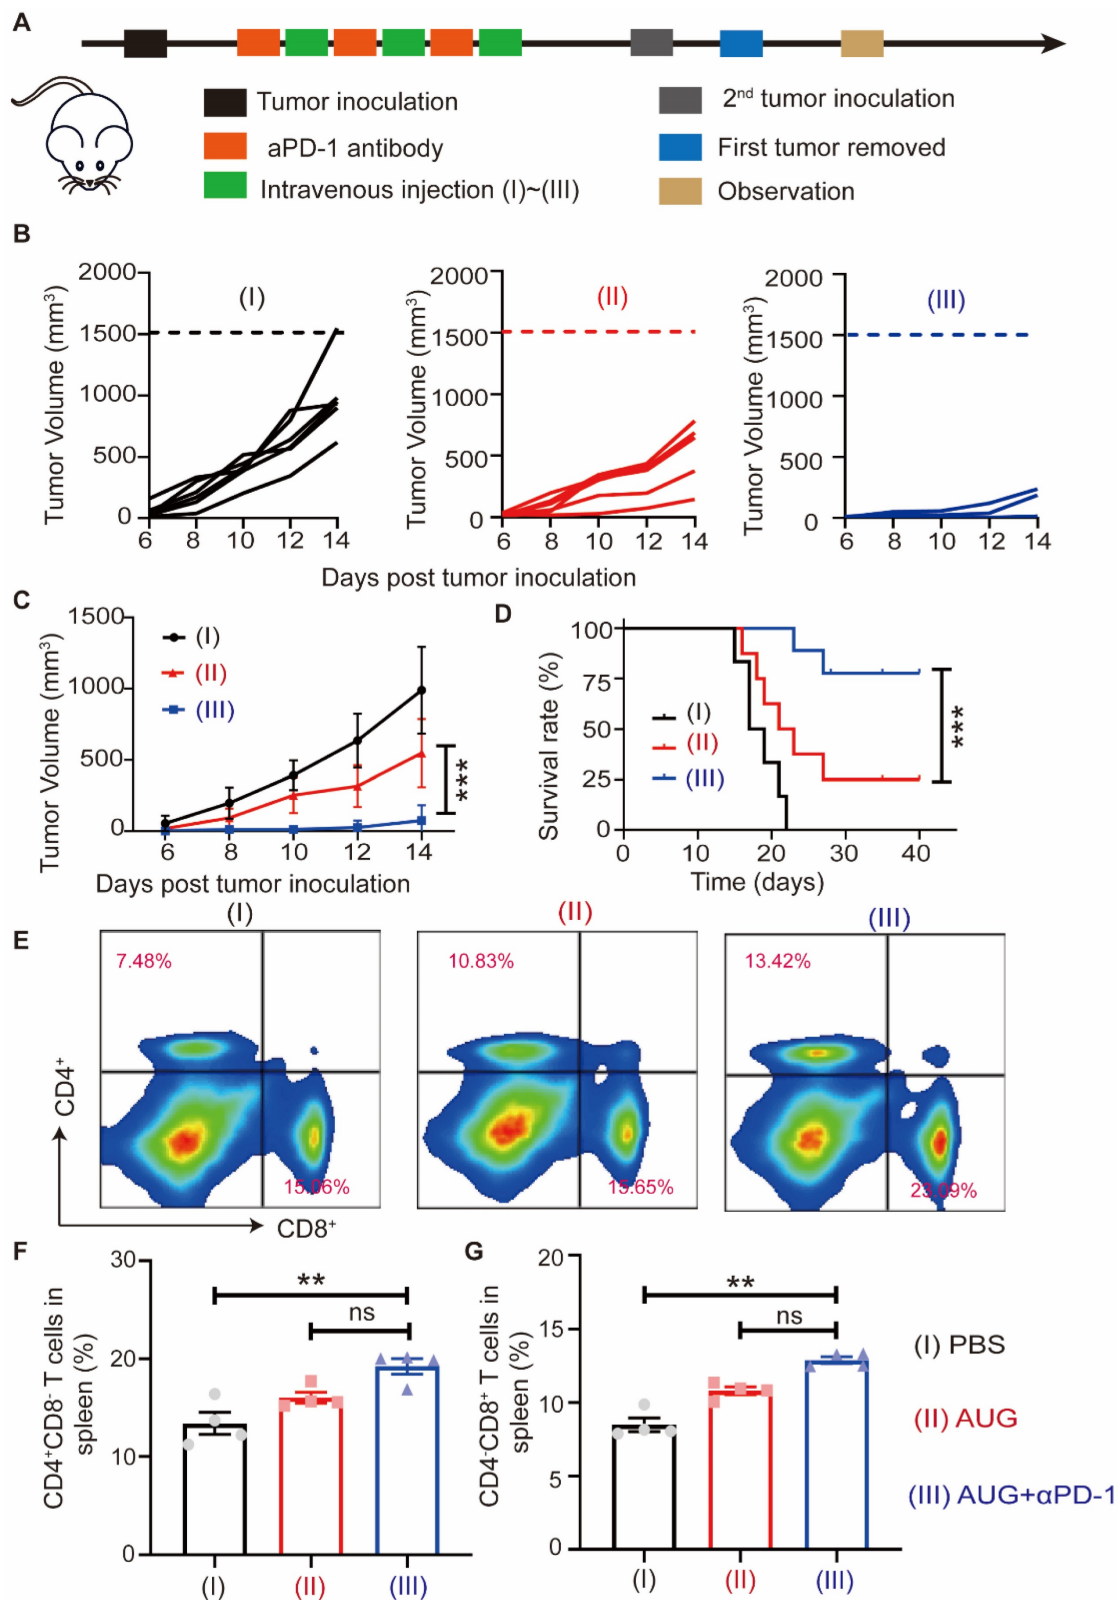 A
Tumor inoculation
aPD-1 antibody
Intravenous injection (I)~(III)
2nd tumor inoculation
First tumor removed
Observation
B
Tumor Volume (mm³)
2000
1500
1000
500
0
(I)
6 8 10 12 14
Tumor Volume (mm³)
2000
1500
1000
500
0
(II)
6 8 10 12 14
Tumor Volume (mm³)
2000
1500
1000
500
0
(III)
6 8 10 12 14
Days post tumor inoculation
C
Tumor Volume (mm³)
1500
1000
500
0
(I)
(II)
(III)
***
6 8 10 12 14
Days post tumor inoculation
D
Survival rate (%)
100
75
50
25
0
(I)
(II)
(III)
***
0 10 20 30 40
Time (days)
E
(I)
(II)
(III)
7.48%
10.83%
13.42%
15.06%
19.65%
23.09%
CD4⁺
CD8⁺
F
CD4⁺CD8⁻ T cells in
spleen (%)
30
20
10
0
**
ns
(I) (II) (III)
G
CD4⁻CD8⁺ T cells in
spleen (%)
20
15
10
5
0
**
ns
(I) (II) (III)
(I) PBS
(II) AUG
(III) AUG+αPD-1